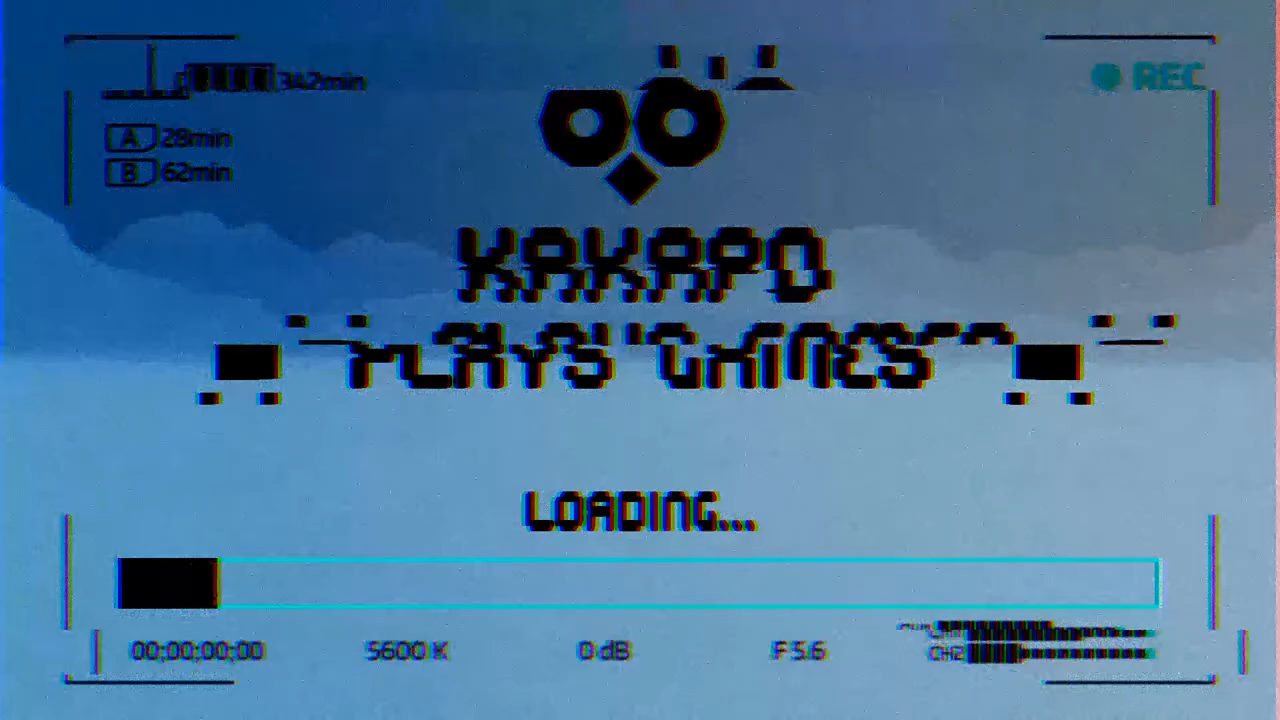 342min
REC
A 28min
B 62min
KAKAPO
PLAYS GAMES
LOADING...
00;00;00;00 5600 K 0 dB F 5.6
CH2